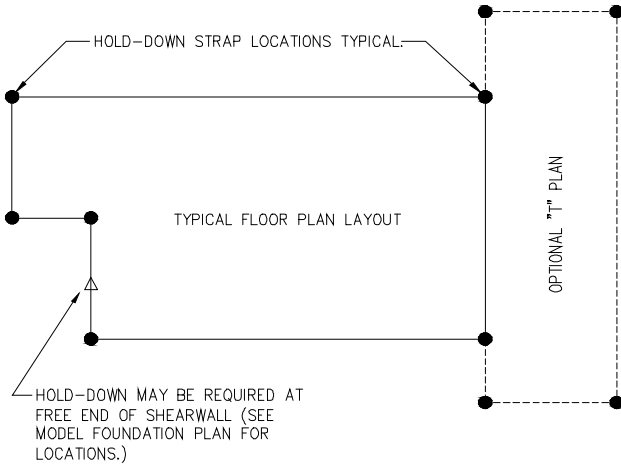 HOLD-DOWN STRAP LOCATIONS TYPICAL.
TYPICAL FLOOR PLAN LAYOUT
OPTIONAL "T" PLAN
HOLD-DOWN MAY BE REQUIRED AT
FREE END OF SHEARWALL (SEE
MODEL FOUNDATION PLAN FOR
LOCATIONS.)